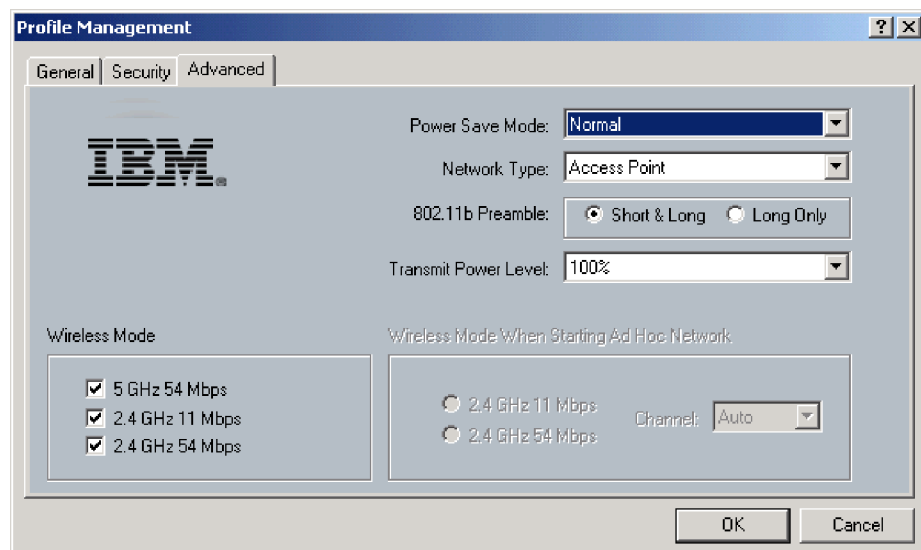 Profile Management
General Security Advanced
IBM
Power Save Mode: Normal
Network Type: Access Point
802.11b Preamble: Short & Long Long Only
Transmit Power Level: 100%
Wireless Mode
5 GHz 54 Mbps
2.4 GHz 11 Mbps
2.4 GHz 54 Mbps
Wireless Mode When Starting Ad Hoc Network
2.4 GHz 11 Mbps
2.4 GHz 54 Mbps
Channel: Auto
OK Cancel